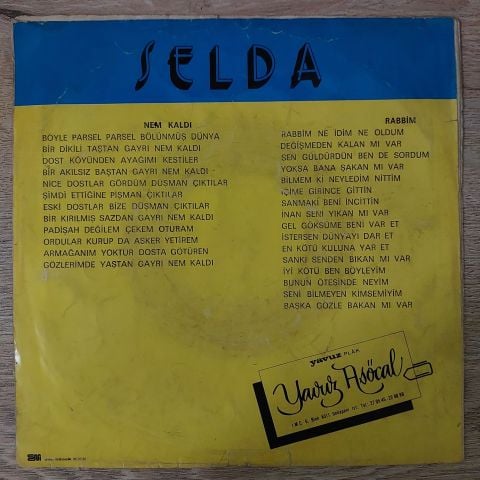 SELDA
NEM KALDI
BÖYLE PARSEL PARSEL BÖLÜNMÜŞ DÜNYA
BİR DİKİLİ TAŞTAN GAYRI NEM KALDI
DOST KÖYÜNDEN AYAGIMI KESTİLER
BİR AKILSIZ BAŞTAN GAYRI NEM KALDI
NİCE DOSTLAR GÖRDÜM DÜŞMAN ÇIKTILAR
ŞİMDİ ETTİĞİNE PİŞMAN ÇIKTILAR
ESKİ DOSTLAR BİZE DÜŞMAN ÇIKTILAR
BİR KIRILMIŞ SAZDAN GAYRI NEM KALDI
PADİŞAH DEĞİLEM ÇEKEM OTURAM
ORDULAR KURUP DA ASKER YETİREM
ARMAĞANIM YOKTUR DOSTA GÖTÜREN
GÖZLERİMDE YAŞTAN GAYRI NEM KALDI
RABBİM
RABBİM NE İDİM NE OLDUM
DEĞİŞMEDEN KALAN MI VAR
SEN GÜLDÜRDÜN BEN DE SORDUM
YOKSA BANA ŞAKAN MI VAR
BİLMEM Kİ NEYLEDİM NİTTİM
İÇİME GİRİNCE GİTTİN
SANMAKİ BENİ İNCİTTİN
İNAN SENİ YIKAN MI VAR
GEL GÖKSÜME BENİ VAR ET
İSTERSEN DÜNYAYI DAR ET
EN KÖTÜ KULUNA YAR ET
SANKİ SENDEN BIKAN MI VAR
İYİ KÖTÜ BEN BÖYLEYİM
BUNUN ÖTESİNDE NEYİM
SENİ BİLMEYEN KİMSEMİYİM
BAŞKA GÖZLE BAKAN MI VAR
yavuz PLAK
Yavuz Asöcal